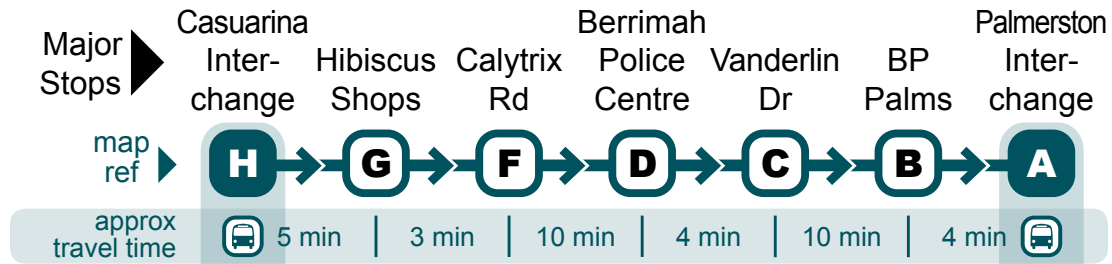 Casuarina Berrimah Palmerston
Major Inter- Hibiscus Calytrix Police Vanderlin BP Inter-
Stops change Shops Rd Centre Dr Palms change
map ref H G F D C B A
approx
travel time 5 min 3 min 10 min 4 min 10 min 4 min